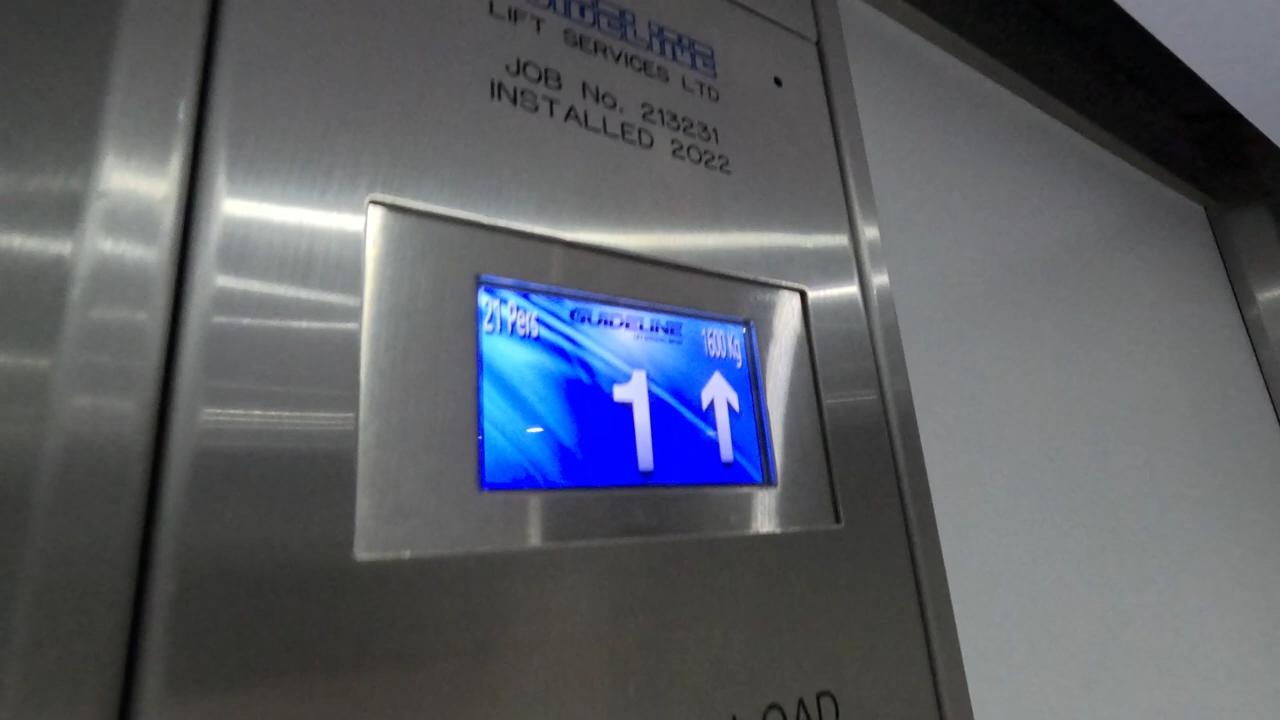 GUIDELINE
LIFT SERVICES LTD
JOB No. 213231
INSTALLED 2022
21 Pers
GUIDELINE
1600 Kg
1 ↑
LOAD